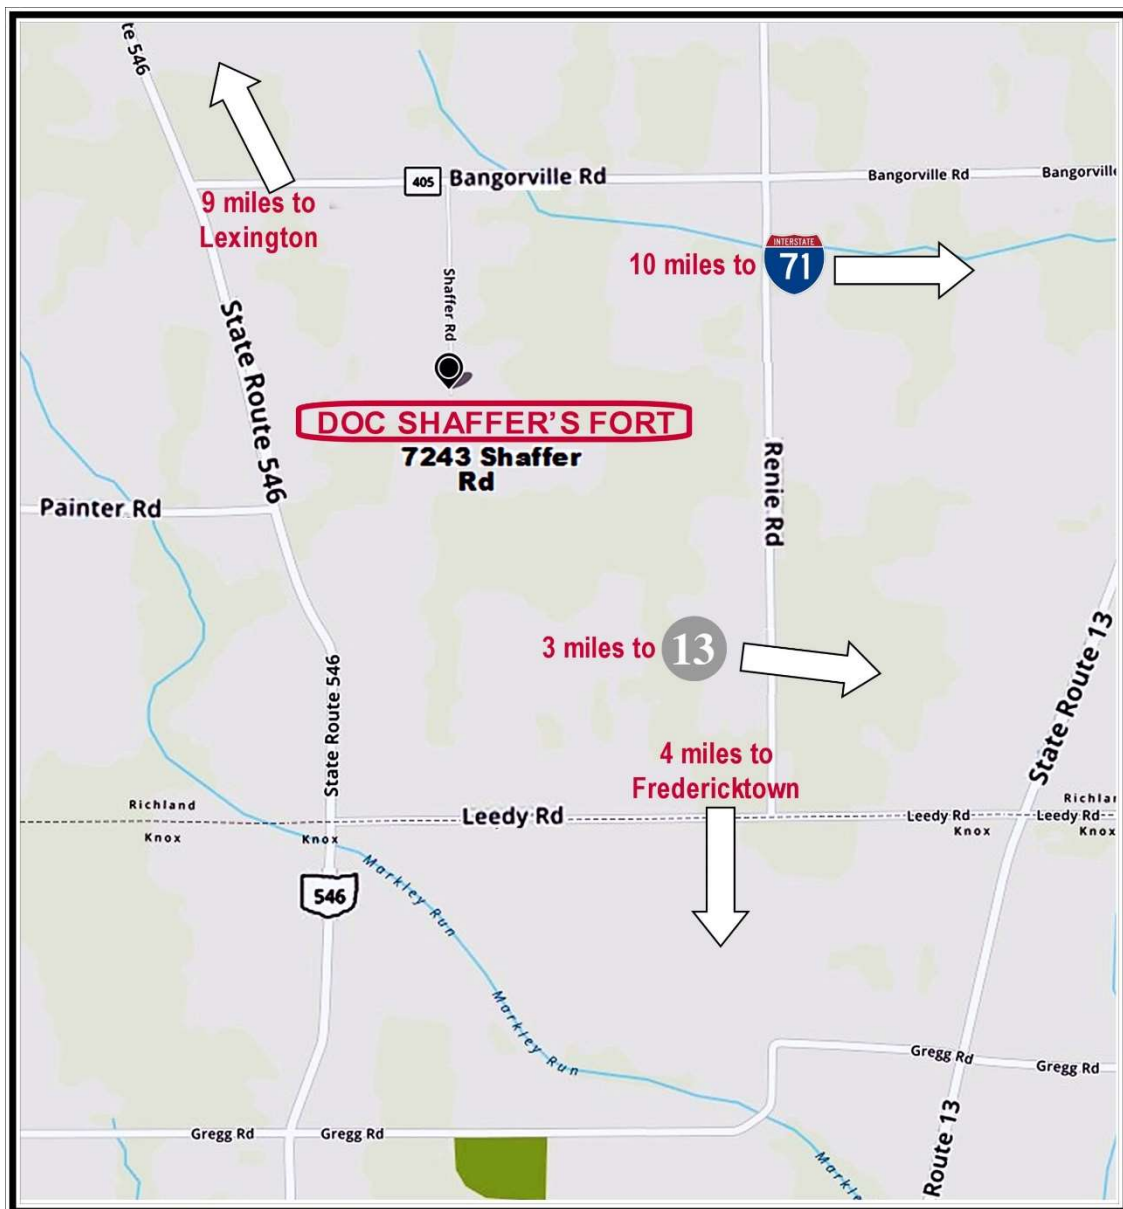 te 546
405
Bangorville Rd
Bangorville Rd
Bangorville
9 miles to
Lexington
10 miles to
INTERSTATE
71
Shaffer Rd
State Route 546
DOC SHAFFER'S FORT
7243 Shaffer
Rd
Renie Rd
Painter Rd
3 miles to
13
State Route 13
State Route 546
4 miles to
Fredericktown
Richland
Knox
Knox
Leedy Rd
Leedy Rd
Knox
Richlar
Leedy Rd
Knox
546
Markley Run
Markley Run
Gregg Rd
Gregg Rd
Gregg Rd
Gregg Rd
Route 13
Markle